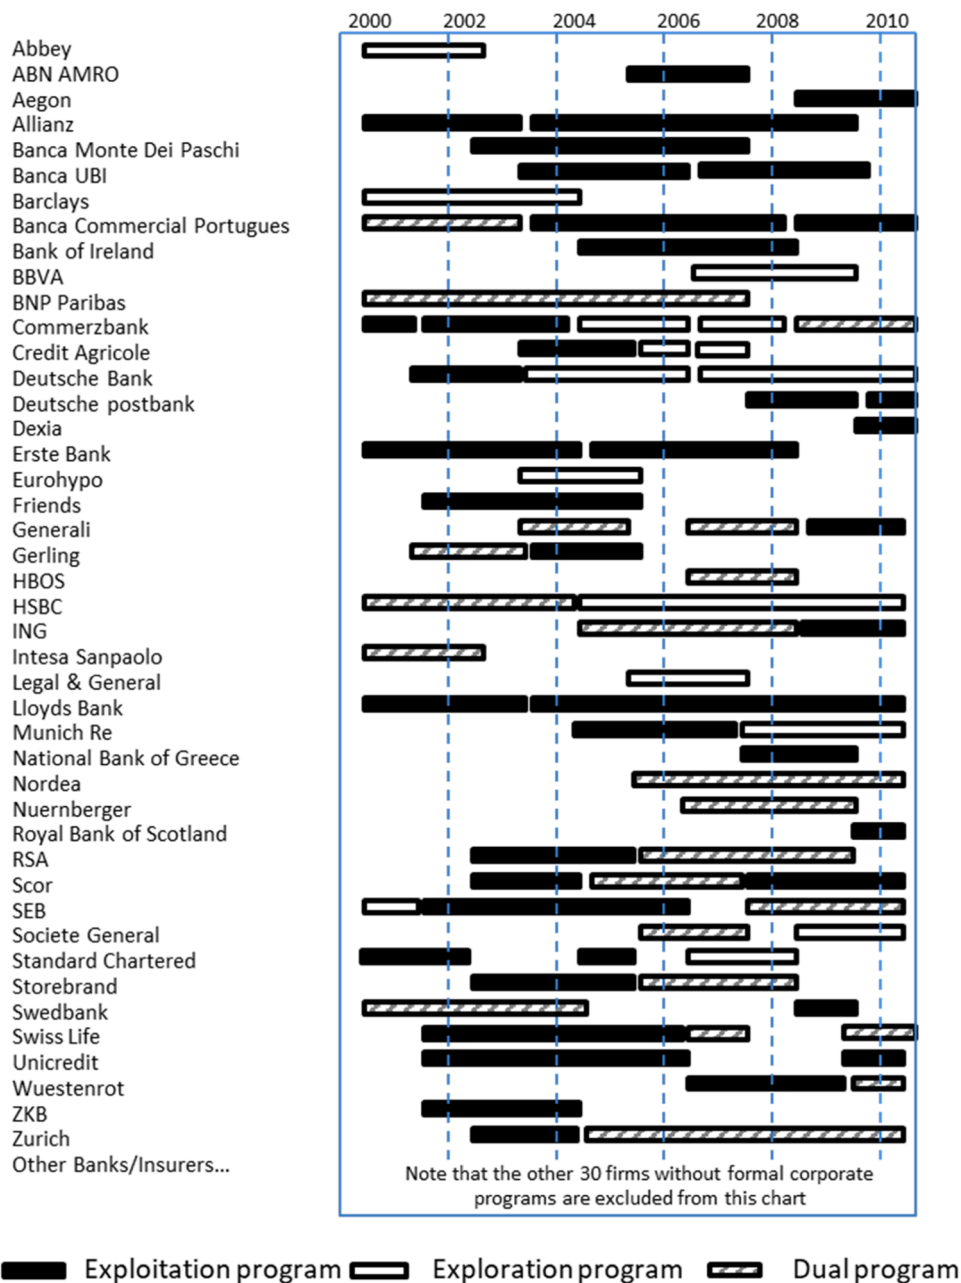 2000 2002 2004 2006 2008 2010
Abbey
ABN AMRO
Aegon
Allianz
Banca Monte Dei Paschi
Banca UBI
Barclays
Banca Commercial Portugues
Bank of Ireland
BBVA
BNP Paribas
Commerzbank
Credit Agricole
Deutsche Bank
Deutsche postbank
Dexia
Erste Bank
Eurohypo
Friends
Generali
Gerling
HBOS
HSBC
ING
Intesa Sanpaolo
Legal & General
Lloyds Bank
Munich Re
National Bank of Greece
Nordea
Nuernberger
Royal Bank of Scotland
RSA
Scor
SEB
Societe General
Standard Chartered
Storebrand
Swedbank
Swiss Life
Unicredit
Wuestenrot
ZKB
Zurich
Other Banks/Insurers...
Note that the other 30 firms without formal corporate
programs are excluded from this chart
Exploitation program Exploration program Dual program